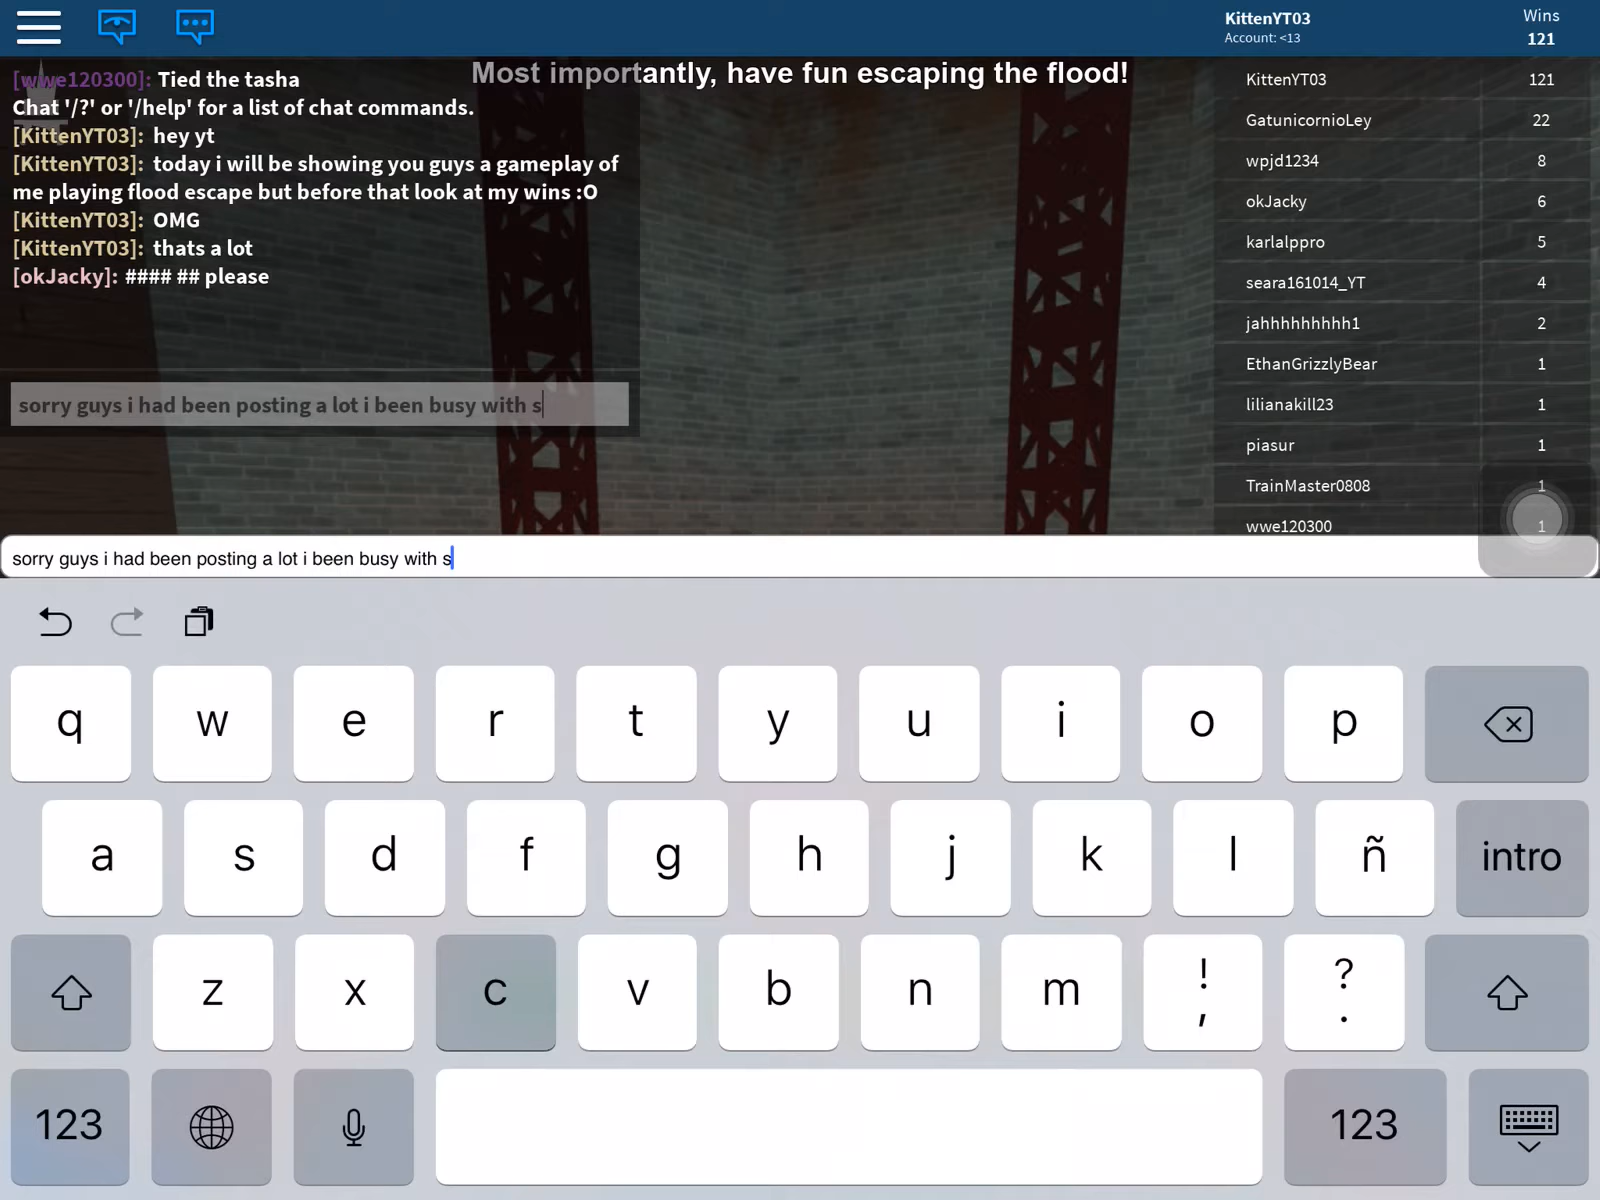 KittenYT03
Account: <13
Wins
121
[wwe120300]: Tied the tasha
Chat '/?' or '/help' for a list of chat commands.
[KittenYT03]: hey yt
[KittenYT03]: today i will be showing you guys a gameplay of
me playing flood escape but before that look at my wins :O
[KittenYT03]: OMG
[KittenYT03]: thats a lot
[okJacky]: #### ## please
Most importantly, have fun escaping the flood!
KittenYT03 121
GatunicornioLey 22
wpjd1234 8
okJacky 6
karlalppro 5
seara161014_YT 4
jahhhhhhhhh1 2
EthanGrizzlyBear 1
lilianakill23 1
piasur 1
TrainMaster0808 1
wwe120300 1
sorry guys i had been posting a lot i been busy with s
sorry guys i had been posting a lot i been busy with s
q w e r t y u i o p
a s d f g h j k l ñ intro
z x c v b n m ! , ? .
123 123